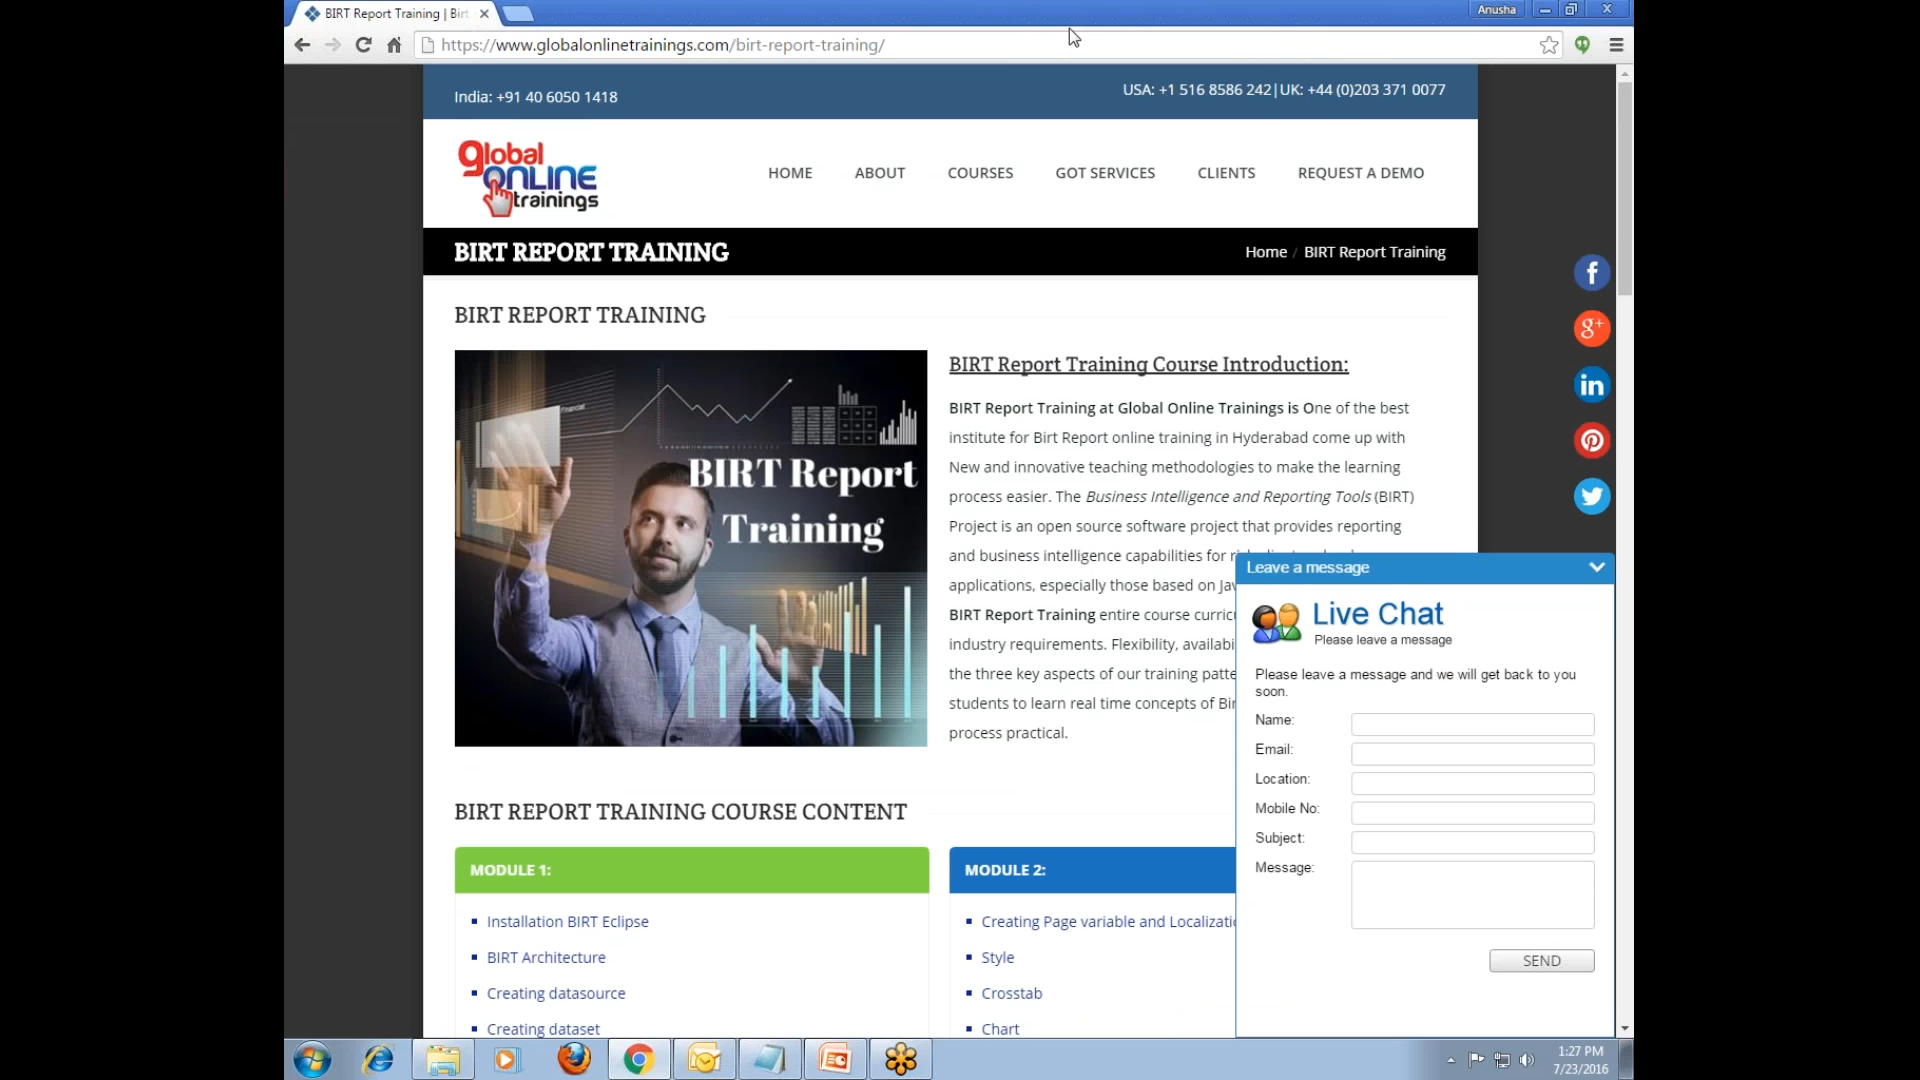 BIRT Report Training | Birt
Anusha
https://www.globalonlinetrainings.com/birt-report-training/
India: +91 40 6050 1418
USA: +1 516 8586 242|UK: +44 (0)203 371 0077
global
ONLINE
trainings
HOME ABOUT COURSES GOT SERVICES CLIENTS REQUEST A DEMO
BIRT REPORT TRAINING
Home / BIRT Report Training
BIRT REPORT TRAINING
Financial
BIRT Report
Training
BIRT Report Training Course Introduction:
BIRT Report Training at Global Online Trainings is One of the best
institute for Birt Report online training in Hyderabad come up with
New and innovative teaching methodologies to make the learning
process easier. The Business Intelligence and Reporting Tools (BIRT)
Project is an open source software project that provides reporting
and business intelligence capabilities for
applications, especially those based on Jav
BIRT Report Training entire course curricu
industry requirements. Flexibility, availabi
the three key aspects of our training patte
students to learn real time concepts of Bir
process practical.
f
g+
in
Leave a message
Live Chat
Please leave a message
Please leave a message and we will get back to you
soon.
Name:
Email:
Location:
Mobile No:
Subject:
Message:
SEND
BIRT REPORT TRAINING COURSE CONTENT
MODULE 1:
Installation BIRT Eclipse
BIRT Architecture
Creating datasource
Creating dataset
MODULE 2:
Creating Page variable and Localizatio
Style
Crosstab
Chart
1:27 PM
7/23/2016